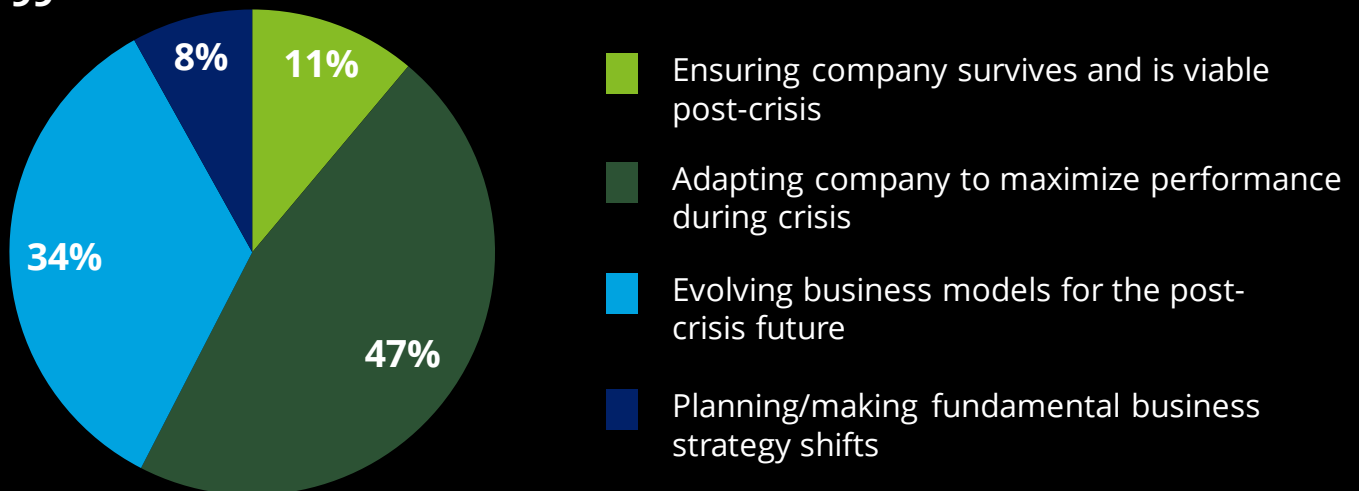 8%
11%
34%
47%
Ensuring company survives and is viable
post-crisis
Adapting company to maximize performance
during crisis
Evolving business models for the post-
crisis future
Planning/making fundamental business
strategy shifts